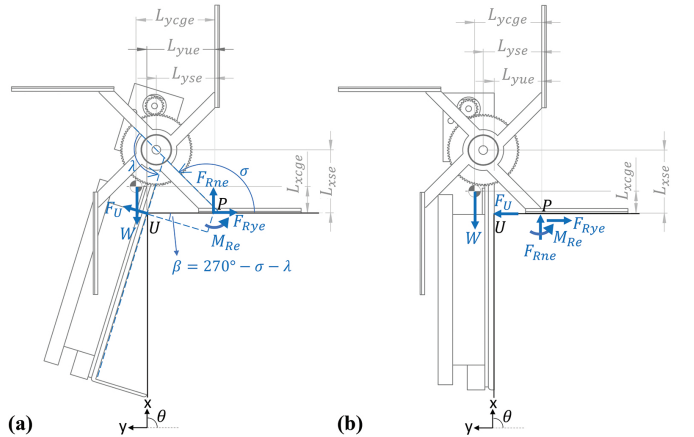 L_ycge
L_yue
L_yse
λ
σ
F_Rne
F_U
W
U
P
F_Rye
M_Re
L_xcge
L_xse
β = 270° − σ − λ
x
y
θ
(a)
L_ycge
L_yse
L_yue
F_U
W
U
P
F_Rye
M_Re
F_Rne
L_xcge
L_xse
x
y
θ
(b)